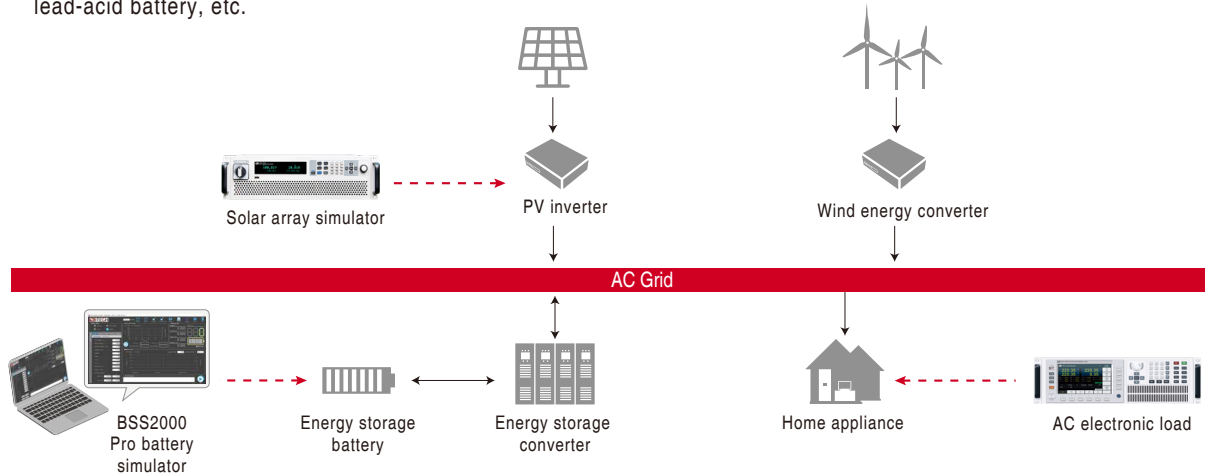 lead-acid battery, etc.
Solar array simulator
PV inverter
Wind energy converter
AC Grid
BSS2000
Pro battery
simulator
Energy storage
battery
Energy storage
converter
Home appliance
AC electronic load